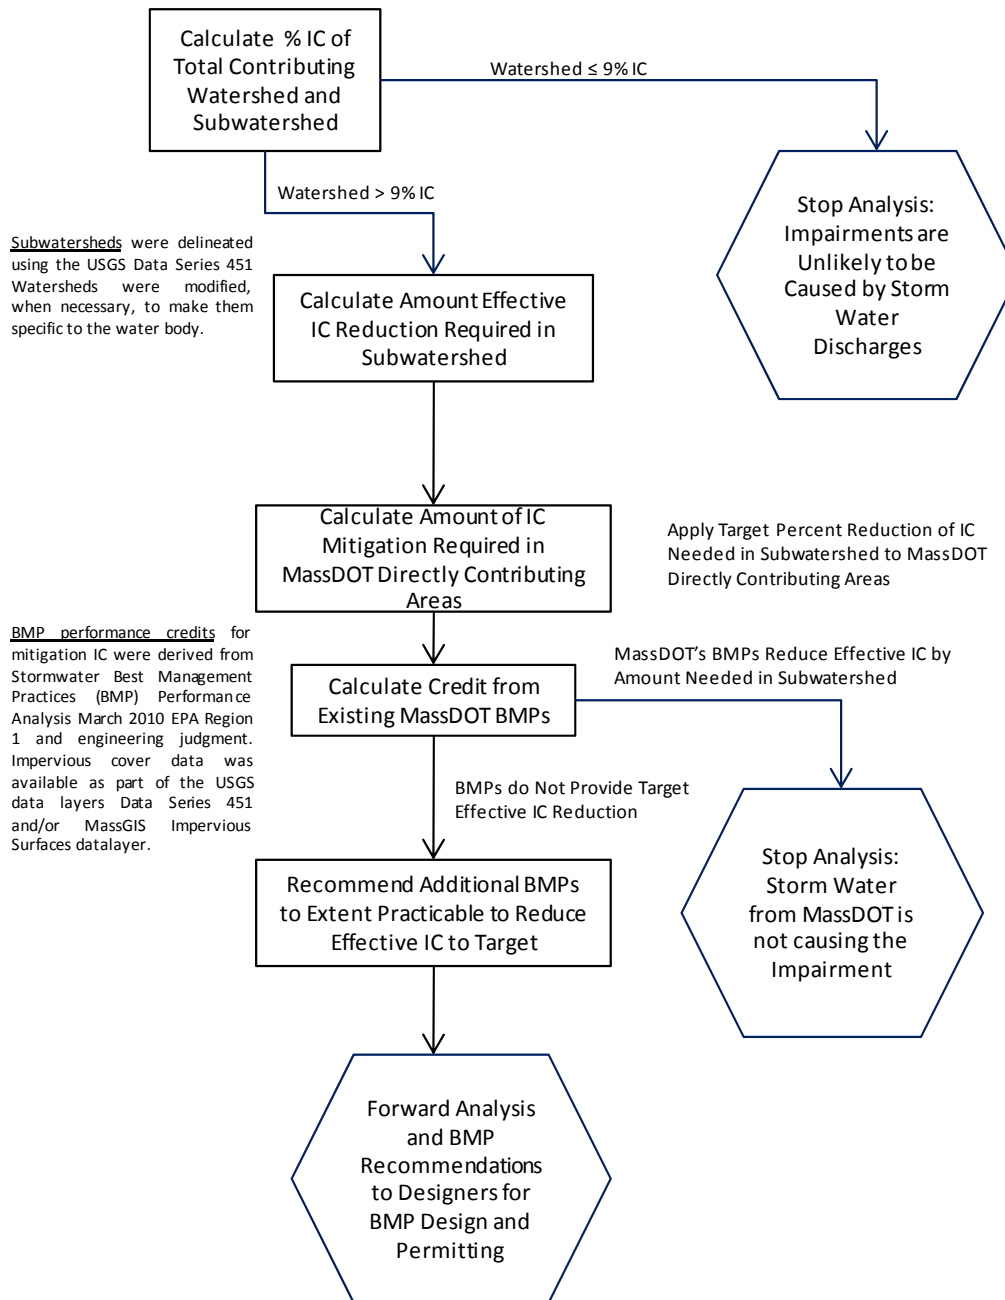 Calculate % IC of
Total Contributing
Watershed and
Subwatershed
Watershed ≤ 9% IC
Watershed > 9% IC
Stop Analysis:
Impairments are
Unlikely to be
Caused by Storm
Water
Discharges
Subwatersheds were delineated
using the USGS Data Series 451
Watersheds were modified,
when necessary, to make them
specific to the water body.
Calculate Amount Effective
IC Reduction Required in
Subwatershed
Calculate Amount of IC
Mitigation Required in
MassDOT Directly Contributing
Areas
Apply Target Percent Reduction of IC
Needed in Subwatershed to MassDOT
Directly Contributing Areas
BMP performance credits for
mitigation IC were derived from
Stormwater Best Management
Practices (BMP) Performance
Analysis March 2010 EPA Region
1 and engineering judgment.
Impervious cover data was
available as part of the USGS
data layers Data Series 451
and/or MassGIS Impervious
Surfaces datalayer.
Calculate Credit from
Existing MassDOT BMPs
MassDOT's BMPs Reduce Effective IC by
Amount Needed in Subwatershed
BMPs do Not Provide Target
Effective IC Reduction
Stop Analysis:
Storm Water
from MassDOT is
not causing the
Impairment
Recommend Additional BMPs
to Extent Practicable to Reduce
Effective IC to Target
Forward Analysis
and BMP
Recommendations
to Designers for
BMP Design and
Permitting